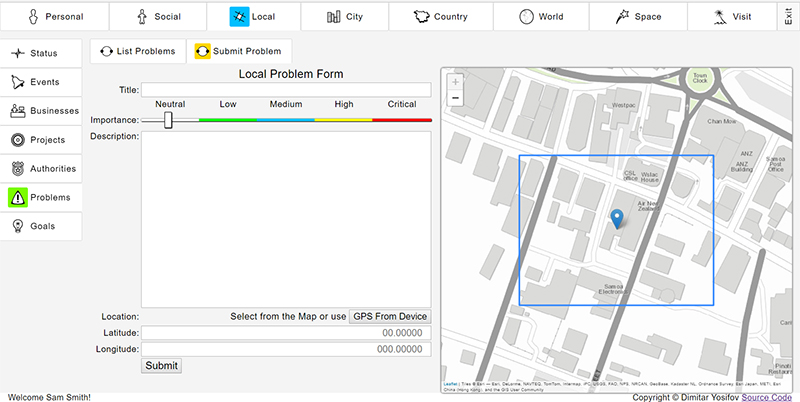 Personal Social Local City Country World Space Visit Exit
Status
Events
Businesses
Projects
Authorities
Problems
Goals
List Problems Submit Problem
Local Problem Form
Title:
Neutral Low Medium High Critical
Importance:
Description:
Location: Select from the Map or use GPS From Device
Latitude: 00.00000
Longitude: 000.00000
Submit
+
−
Town
Clock
Westpac
Chan Mow
ANZ
ANZ
Building
Samoa
Post
Office
CSL
office
Wstac
House
Air New
Zealand
Samoa
Electronics
EET
Leaflet | Tiles © Esri — Esri, DeLorme, NAVTEQ, TomTom, Intermap, iPC, USGS, FAO, NPS, NRCAN, GeoBase, Kadaster NL, Ordnance Survey, Esri Japan, METI, Esri
China (Hong Kong), and the GIS User Community
Welcome Sam Smith! Copyright © Dimitar Yosifov Source Code